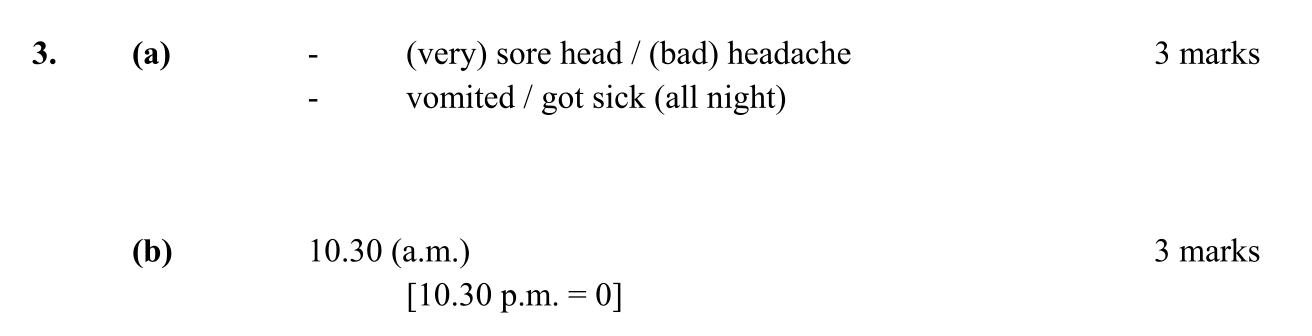 3. (a) - (very) sore head / (bad) headache 3 marks
- vomited / got sick (all night)
(b) 10.30 (a.m.) 3 marks
[10.30 p.m. = 0]